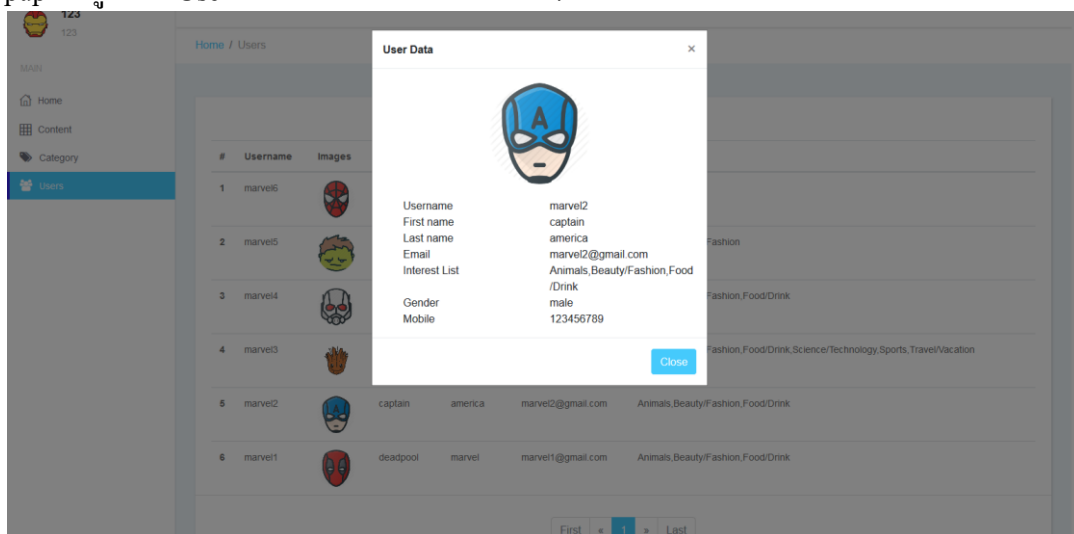 123
123
Home / Users
MAIN
Home
Content
Category
Users
User Data ×
A
Username marvel2
First name captain
Last name america
Email marvel2@gmail.com
Interest List Animals,Beauty/Fashion,Food
/Drink
Gender male
Mobile 123456789
Close
# Username Images
1 marvel6
2 marvel5 Fashion
3 marvel4 Fashion,Food/Drink
4 marvel3 Fashion,Food/Drink,Science/Technology,Sports,Travel/Vacation
5 marvel2 captain america marvel2@gmail.com Animals,Beauty/Fashion,Food/Drink
6 marvel1 deadpool marvel marvel1@gmail.com Animals,Beauty/Fashion,Food/Drink
First « 1 » Last